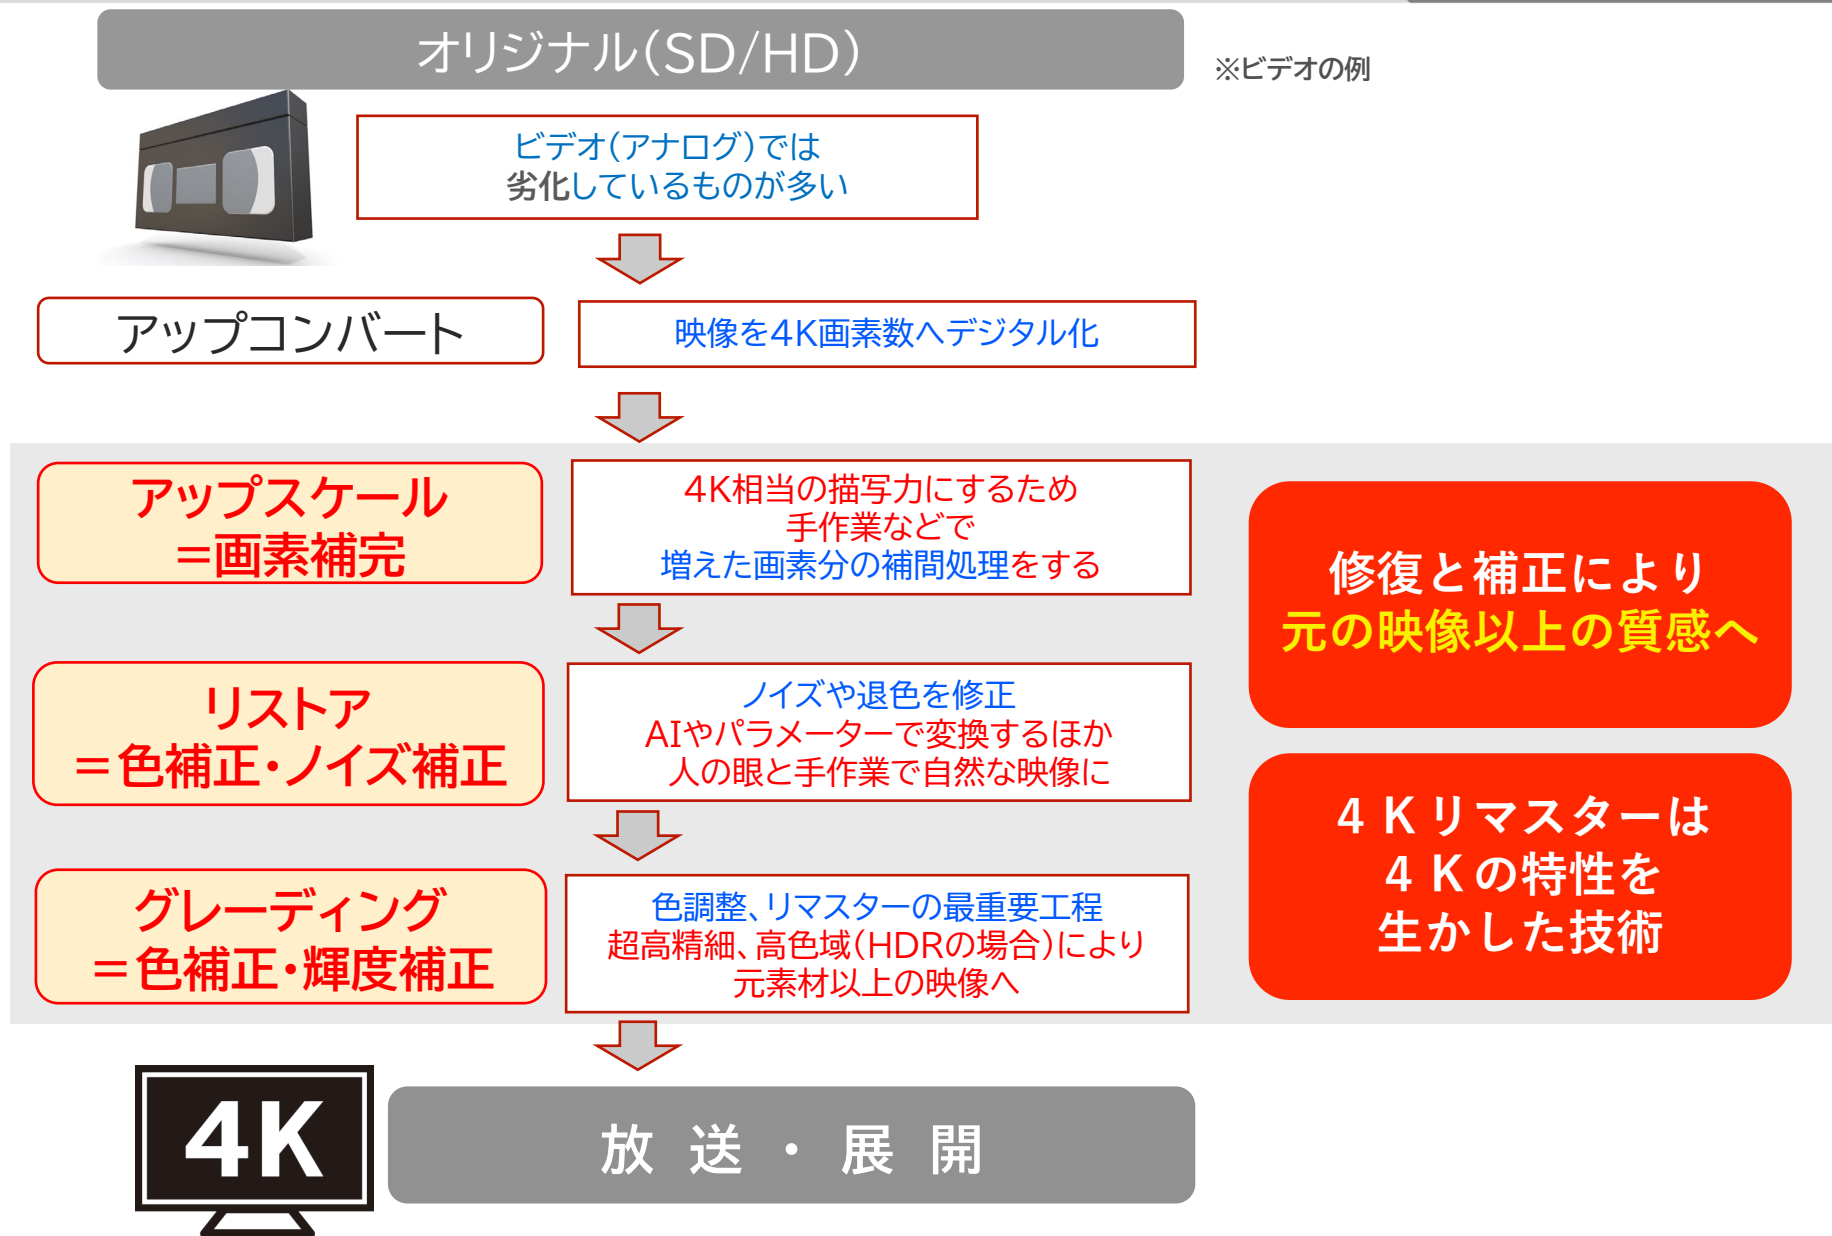 オリジナル(SD/HD)
※ビデオの例
ビデオ(アナログ)では
劣化しているものが多い
アップコンバート
映像を4K画素数へデジタル化
アップスケール
=画素補完
4K相当の描写力にするため
手作業などで
増えた画素分の補間処理をする
修復と補正により
元の映像以上の質感へ
リストア
=色補正・ノイズ補正
ノイズや退色を修正
AIやパラメーターで変換するほか
人の眼と手作業で自然な映像に
4Kリマスターは
4Kの特性を
生かした技術
グレーディング
=色補正・輝度補正
色調整、リマスターの最重要工程
超高精細、高色域(HDRの場合)により
元素材以上の映像へ
4K
放送・展開